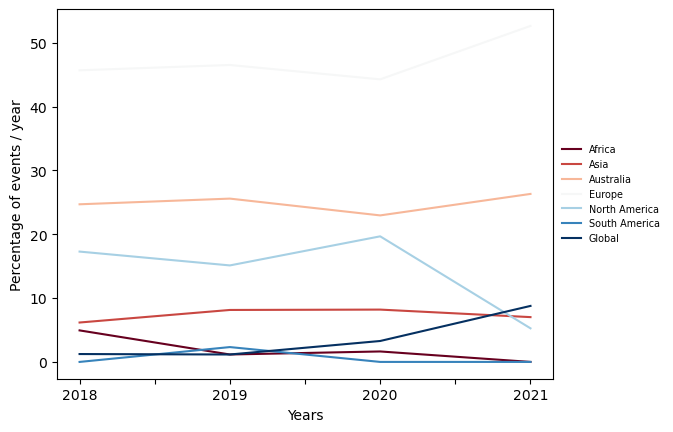 Percentage of events / year
50
40
30
20
10
0
2018 2019 2020 2021
Years
Africa
Asia
Australia
Europe
North America
South America
Global